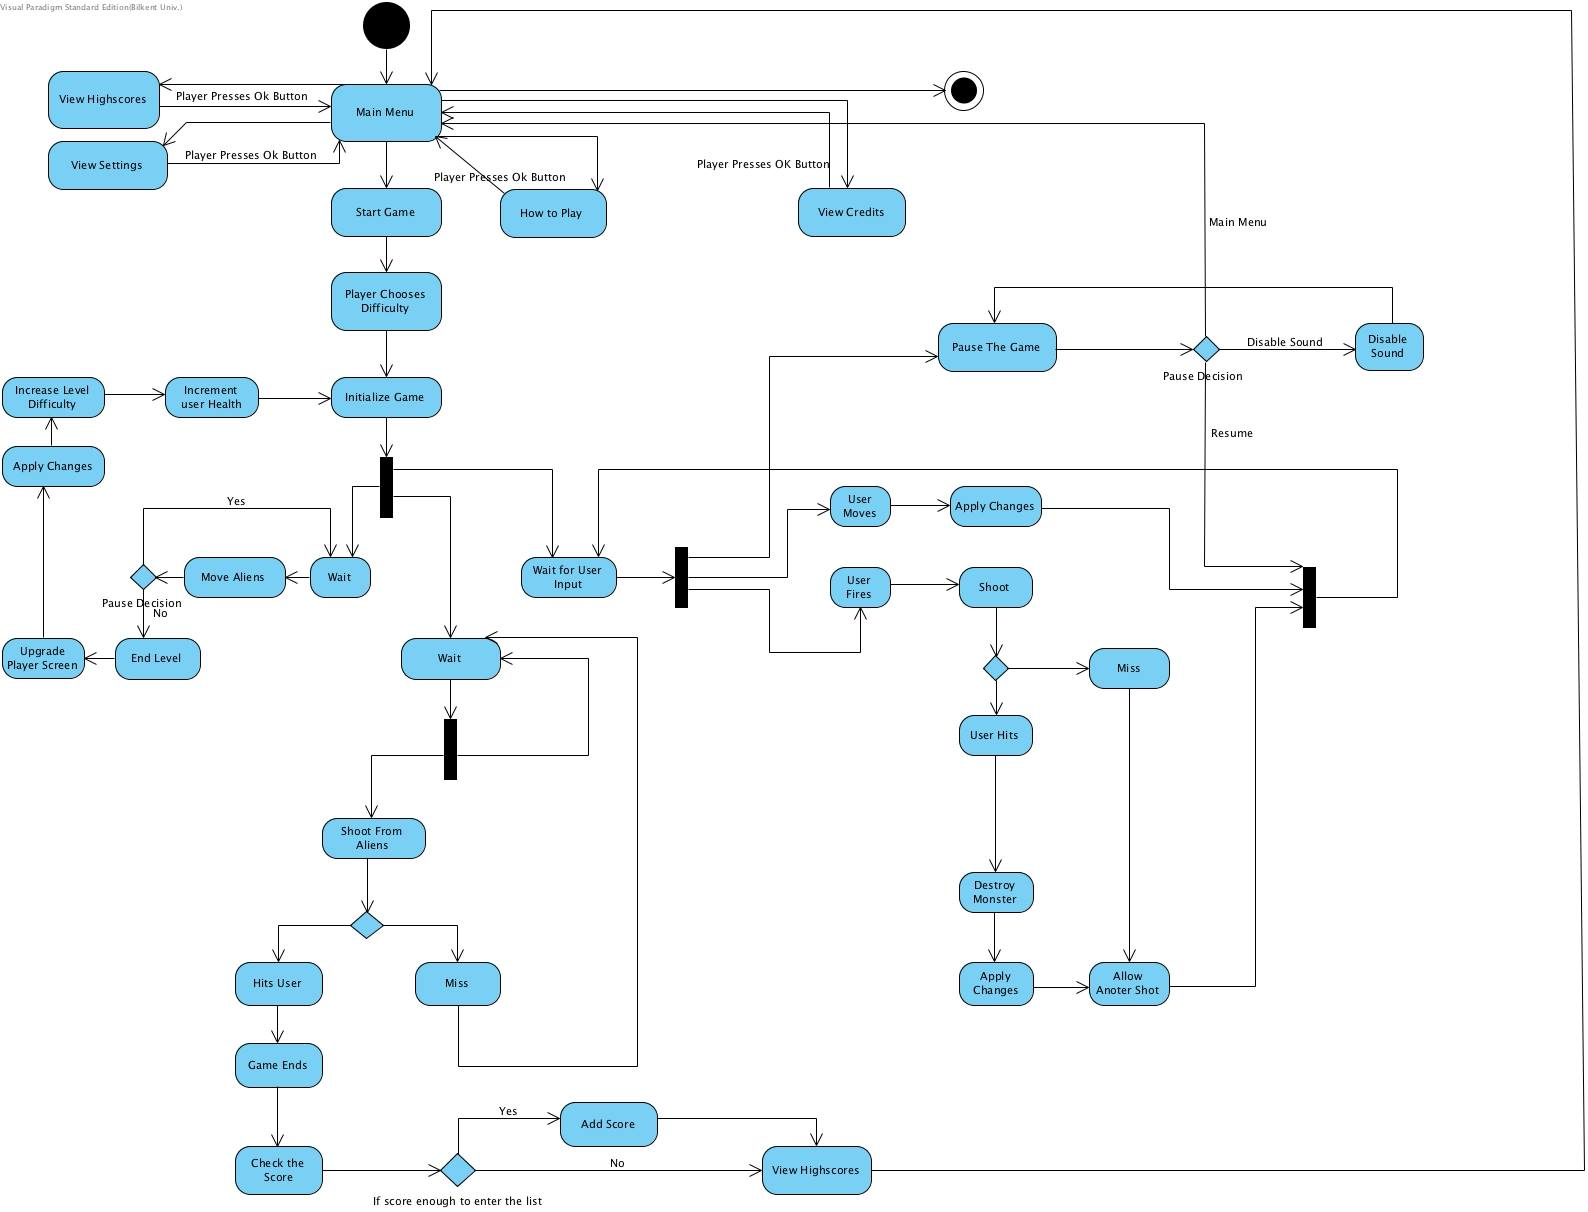 Visual Paradigm Standard Edition(Bilkent Univ.)
View Highscores
Player Presses Ok Button
Main Menu
View Settings
Player Presses Ok Button
Player Presses Ok Button
Player Presses OK Button
Start Game
How to Play
View Credits
Main Menu
Player Chooses
Difficulty
Pause The Game
Disable Sound
Disable
Sound
Pause Decision
Increase Level
Difficulty
Increment
user Health
Initialize Game
Resume
Apply Changes
Yes
User
Moves
Apply Changes
Move Aliens
Wait
Wait for User
Input
User
Fires
Shoot
Pause Decision
No
Upgrade
Player Screen
End Level
Wait
Miss
User Hits
Shoot From
Aliens
Destroy
Monster
Hits User
Miss
Apply
Changes
Allow
Anoter Shot
Game Ends
Yes
Add Score
Check the
Score
No
View Highscores
If score enough to enter the list